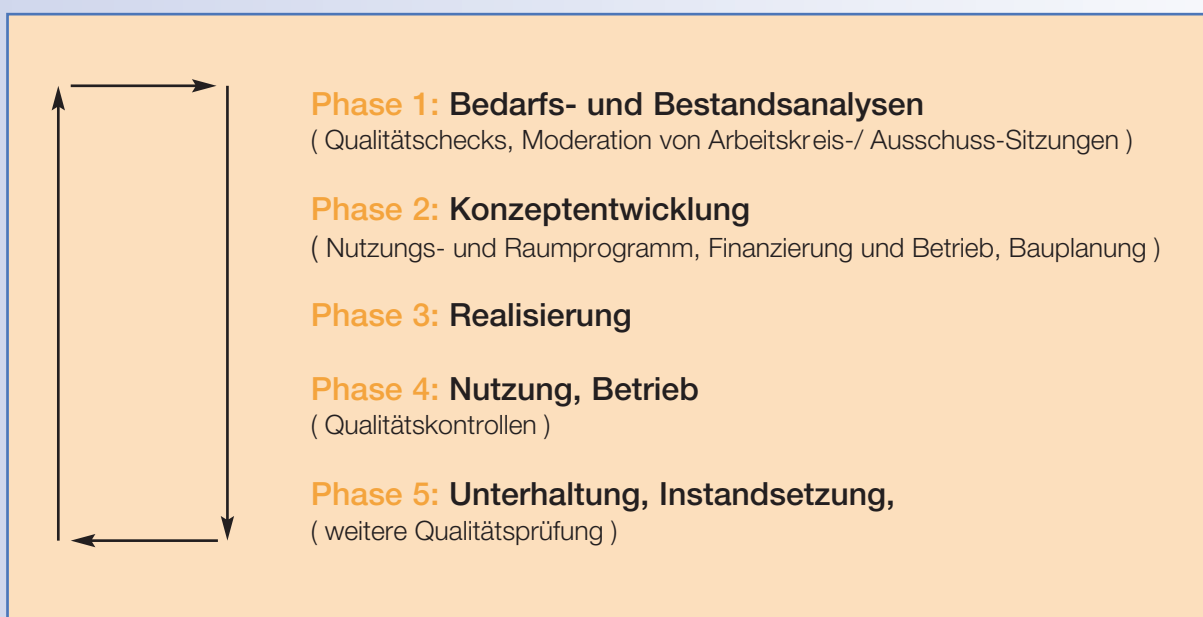 Phase 1: Bedarfs- und Bestandsanalysen
( Qualitätschecks, Moderation von Arbeitskreis-/ Ausschuss-Sitzungen )
Phase 2: Konzeptentwicklung
( Nutzungs- und Raumprogramm, Finanzierung und Betrieb, Bauplanung )
Phase 3: Realisierung
Phase 4: Nutzung, Betrieb
( Qualitätskontrollen )
Phase 5: Unterhaltung, Instandsetzung,
( weitere Qualitätsprüfung )